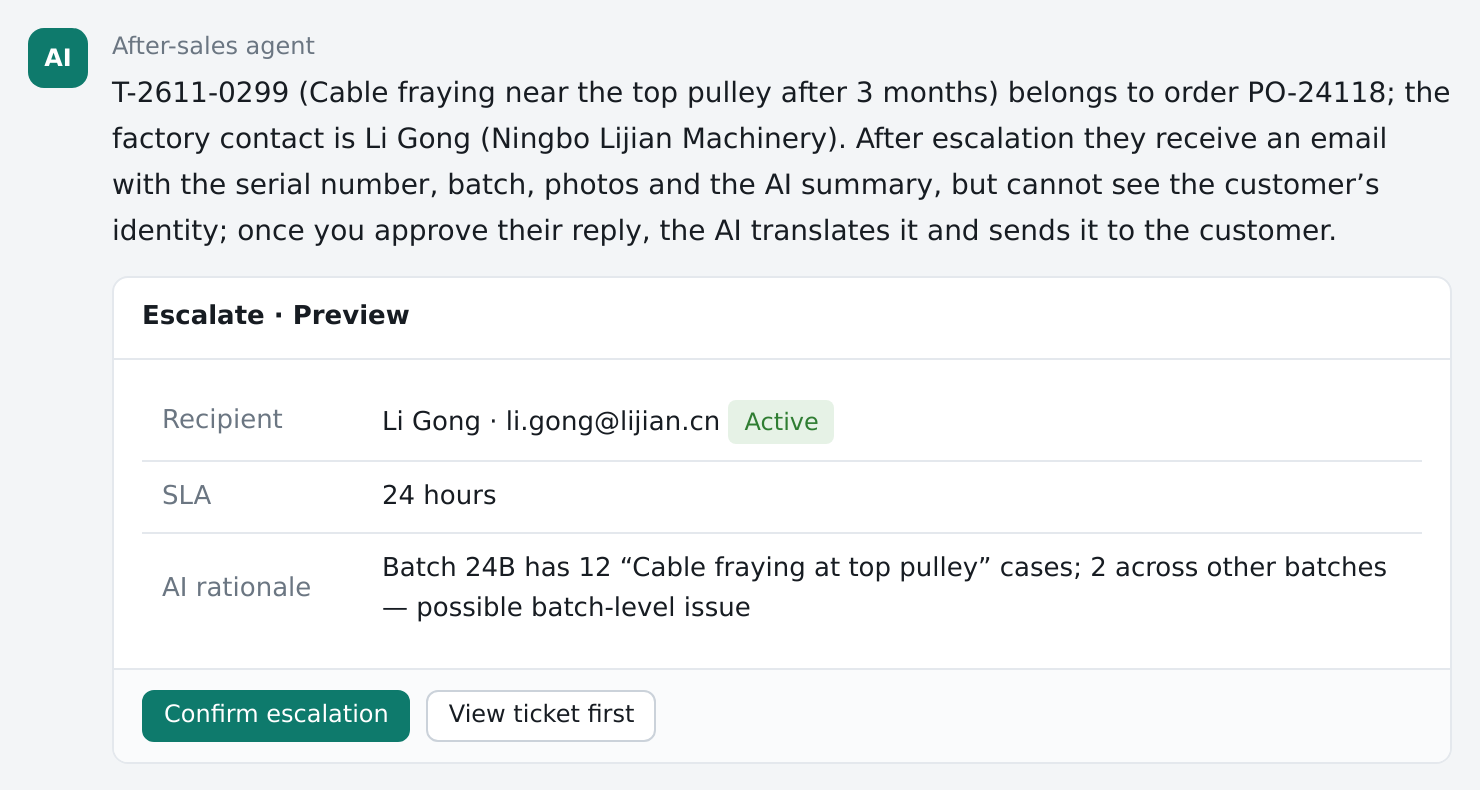 AI
After-sales agent
T-2611-0299 (Cable fraying near the top pulley after 3 months) belongs to order PO-24118; the
factory contact is Li Gong (Ningbo Lijian Machinery). After escalation they receive an email
with the serial number, batch, photos and the AI summary, but cannot see the customer’s
identity; once you approve their reply, the AI translates it and sends it to the customer.
Escalate · Preview
Recipient Li Gong · li.gong@lijian.cn Active
SLA 24 hours
AI rationale Batch 24B has 12 “Cable fraying at top pulley” cases; 2 across other batches
— possible batch-level issue
Confirm escalation View ticket first